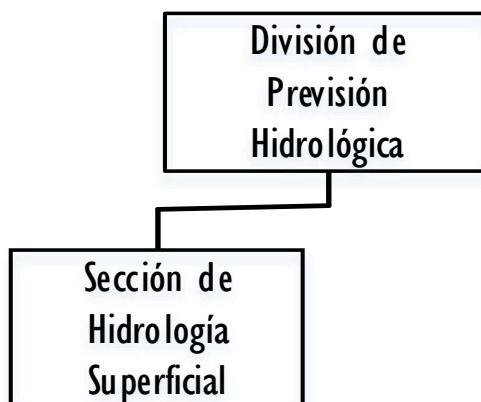 División de
Previsión
Hidrológica
Sección de
Hidrología
Superficial